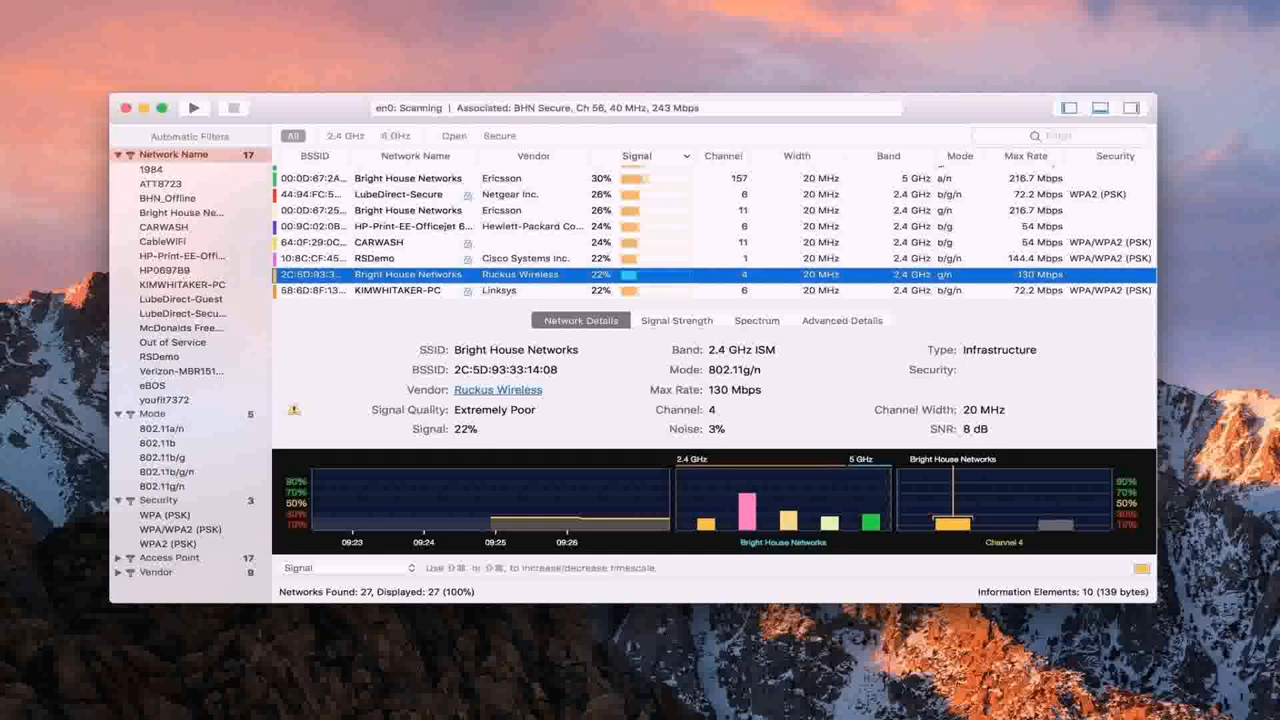 en0: Scanning | Associated: BHN Secure, Ch 56, 40 MHz, 243 Mbps
Automatic Filters
All 2.4 GHz 5 GHz Open Secure
Network Name 17
1984
ATT8723
BHN_Offline
Bright House Ne...
CARWASH
CableWiFi
HP-Print-EE-Offi...
HP0697B9
KIMWHITAKER-PC
LubeDirect-Guest
LubeDirect-Secu...
McDonalds Free...
Out of Service
RSDemo
Verizon-MBR151...
eBOS
youfit7372
Mode 5
802.11a/n
802.11b
802.11b/g
802.11b/g/n
802.11g/n
Security 3
WPA (PSK)
WPA/WPA2 (PSK)
WPA2 (PSK)
Access Point 17
Vendor 9
BSSID Network Name Vendor Signal Channel Width Band Mode Max Rate Security
00:0D:67:2A... Bright House Networks Ericsson 30% 157 20 MHz 5 GHz a/n 216.7 Mbps
44:94:FC:5... LubeDirect-Secure Netgear Inc. 26% 6 20 MHz 2.4 GHz b/g/n 72.2 Mbps WPA2 (PSK)
00:0D:67:25... Bright House Networks Ericsson 26% 11 20 MHz 2.4 GHz b/g/n 216.7 Mbps
00:9C:02:0B... HP-Print-EE-Officejet 6... Hewlett-Packard Co... 24% 6 20 MHz 2.4 GHz b/g 54 Mbps
64:0F:29:0C... CARWASH 24% 11 20 MHz 2.4 GHz b/g 54 Mbps WPA/WPA2 (PSK)
10:8C:CF:45... RSDemo Cisco Systems Inc. 24% 1 20 MHz 2.4 GHz b/g/n 144.4 Mbps WPA/WPA2 (PSK)
2C:5D:93:3... Bright House Networks Ruckus Wireless 22% 4 20 MHz 2.4 GHz g/n 130 Mbps
58:6D:8F:13... KIMWHITAKER-PC Linksys 22% 6 20 MHz 2.4 GHz b/g/n 72.2 Mbps WPA/WPA2 (PSK)
Network Details Signal Strength Spectrum Advanced Details
SSID: Bright House Networks Band: 2.4 GHz ISM Type: Infrastructure
BSSID: 2C:5D:93:33:14:08 Mode: 802.11g/n Security:
Vendor: Ruckus Wireless Max Rate: 130 Mbps
Signal Quality: Extremely Poor Channel: 4 Channel Width: 20 MHz
Signal: 22% Noise: 3% SNR: 8 dB
2.4 GHz 5 GHz Bright House Networks
90% 90%
70% 70%
50% 50%
30% 30%
10% 10%
09:23 09:24 09:25 09:26 Bright House Networks Channel 4
Signal Use or to increase/decrease timescale.
Networks Found: 27, Displayed: 27 (100%) Information Elements: 10 (139 bytes)